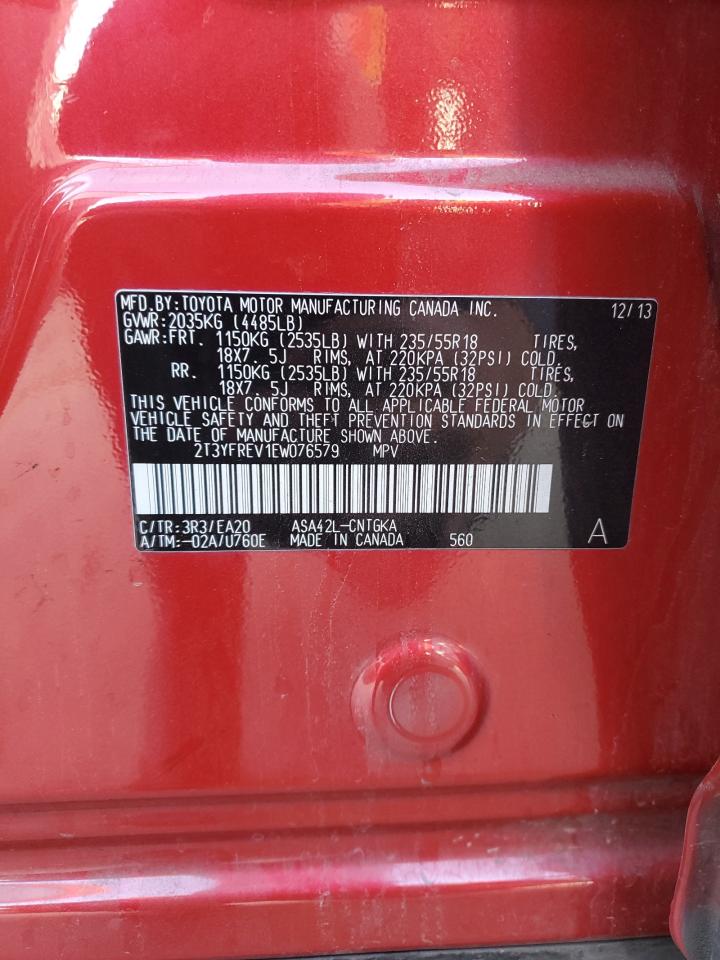 MFD.BY:TOYOTA MOTOR MANUFACTURING CANADA INC. 12/13
GVWR:2035KG (4485LB)
GAWR:FRT. 1150KG (2535LB) WITH 235/55R18 TIRES,
18X7. 5J RIMS, AT 220KPA (32PSI) COLD.
RR. 1150KG (2535LB) WITH 235/55R18 TIRES,
18X7. 5J RIMS, AT 220KPA (32PSI) COLD.
THIS VEHICLE CONFORMS TO ALL APPLICABLE FEDERAL MOTOR
VEHICLE SAFETY AND THEFT PREVENTION STANDARDS IN EFFECT ON
THE DATE OF MANUFACTURE SHOWN ABOVE.
2T3YFREV1EW076579 MPV
C/TR:3R3/EA20 ASA42L-CNTGKA
A/TM:-02A/U760E MADE IN CANADA 560 A